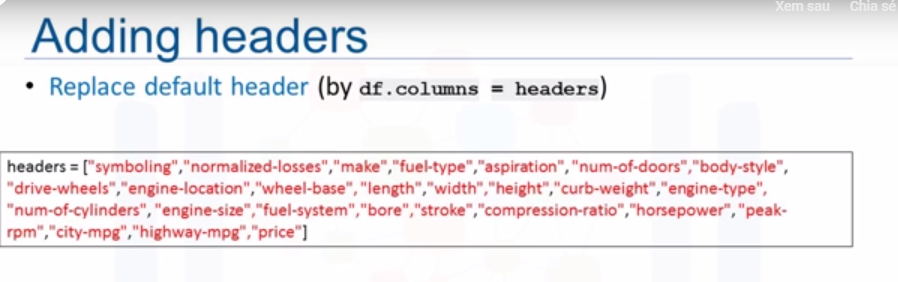 Xem sau Chia sẻ
Adding headers
• Replace default header (by df.columns = headers)
headers = ["symboling","normalized-losses","make","fuel-type","aspiration","num-of-doors","body-style",
"drive-wheels","engine-location","wheel-base","length","width","height","curb-weight","engine-type",
"num-of-cylinders", "engine-size","fuel-system","bore","stroke","compression-ratio","horsepower", "peak-
rpm","city-mpg","highway-mpg","price"]